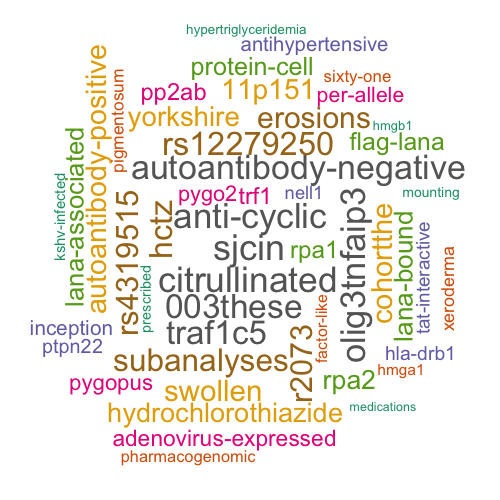 hypertriglyceridemia
antihypertensive
protein-cell
sixty-one
pp2ab
11p151
per-allele
yorkshire
erosions
hmgb1
rs12279250
flag-lana
autoantibody-negative
autoantibody-positive
pigmentosum
lana-associated
kshv-infected
pygo2
trf1
nell1
mounting
rs4319515
hctz
anti-cyclic
olig3tnfaip3
cohortthe
lana-bound
tat-interactive
xeroderma
sjcin
rpa1
prescribed
citrullinated
003these
factor-like
inception
traf1c5
ptpn22
r2073
hla-drb1
subanalyses
hmga1
pygopus
swollen
rpa2
hydrochlorothiazide
medications
adenovirus-expressed
pharmacogenomic